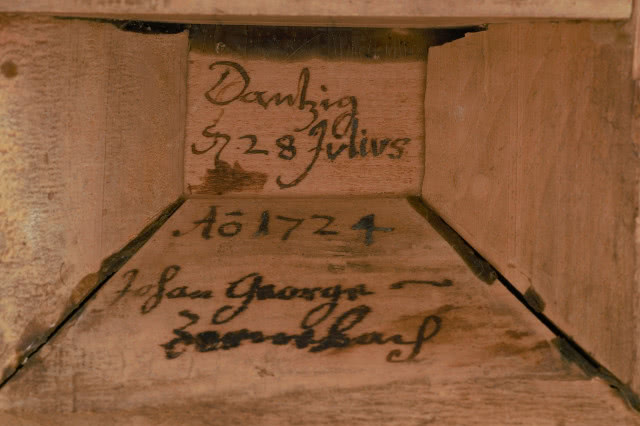 Dantzig
28 Julius
Aō 1724
Johan George